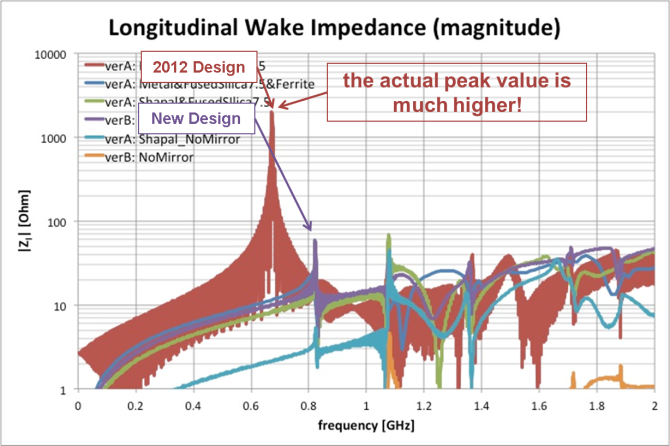 Longitudinal Wake Impedance (magnitude)
10000
1000
100
10
1
|Z_l| [Ohm]
verA: .5
2012 Design
verA: Metal&FusedSilica7.5&Ferrite
verA: Shapal&FusedSilica7.5
verB:
New Design
verA: Shapal_NoMirror
verB: NoMirror
the actual peak value is
much higher!
0 0.2 0.4 0.6 0.8 1 1.2 1.4 1.6 1.8 2
frequency [GHz]